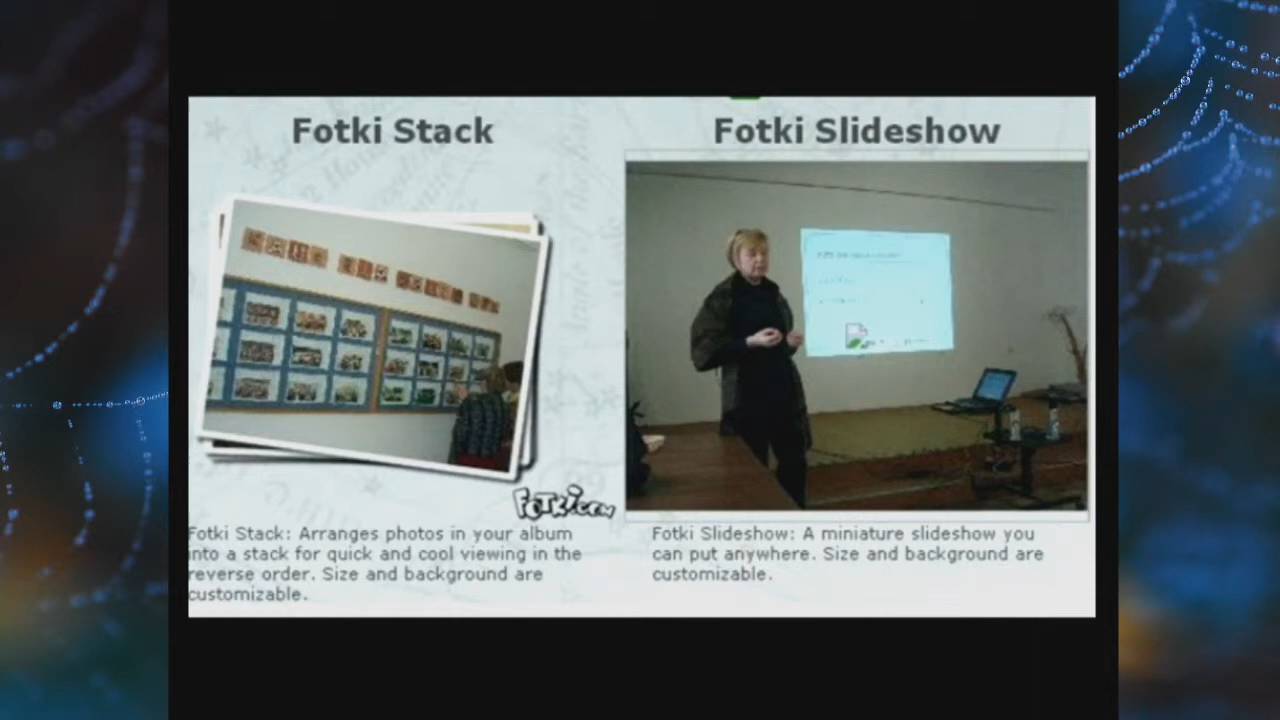 Fotki Stack
Fotki Slideshow
FOTKI.COM
Fotki Stack: Arranges photos in your album
into a stack for quick and cool viewing in the
reverse order. Size and background are
customizable.
Fotki Slideshow: A miniature slideshow you
can put anywhere. Size and background are
customizable.